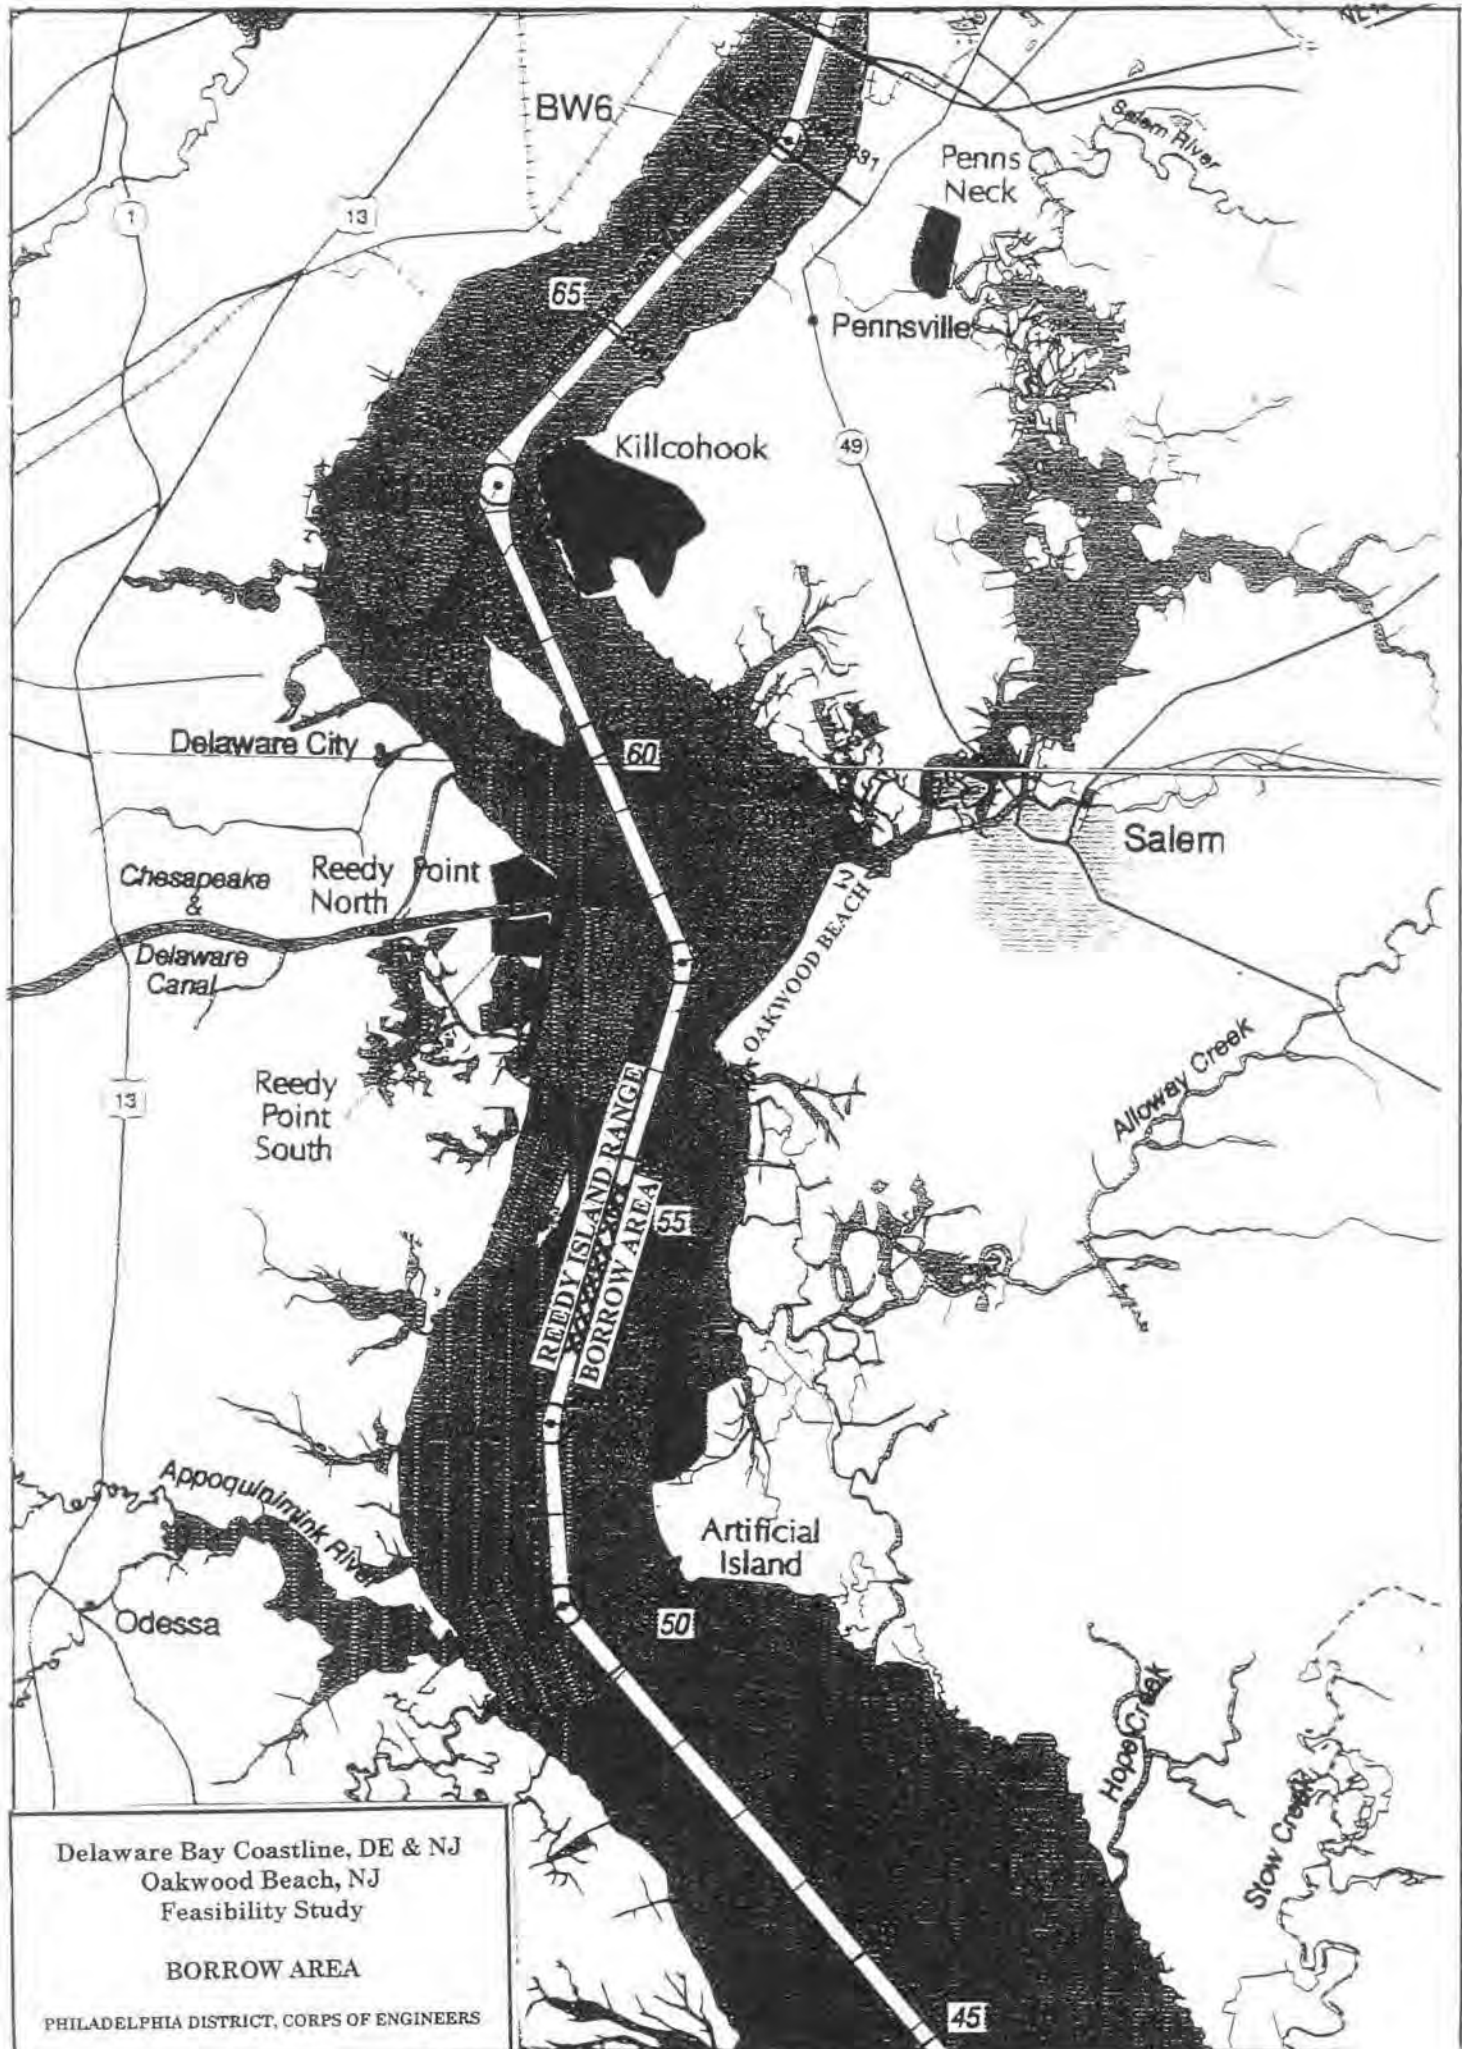 BW6
Salem River
Penns
Neck
1
13
65
Pennsville
Killcohook
49
Delaware City
60
Salem
Reedy Point
North
Chesapeake
&
Delaware
Canal
OAKWOOD BEACH
Reedy
Point
South
13
Alloway Creek
REEDY ISLAND RANGE
BORROW AREA
55
Appoquinimink River
Artificial
Island
Odessa
50
Hope Creek
Stow Creek
45
Delaware Bay Coastline, DE & NJ
Oakwood Beach, NJ
Feasibility Study
BORROW AREA
PHILADELPHIA DISTRICT, CORPS OF ENGINEERS